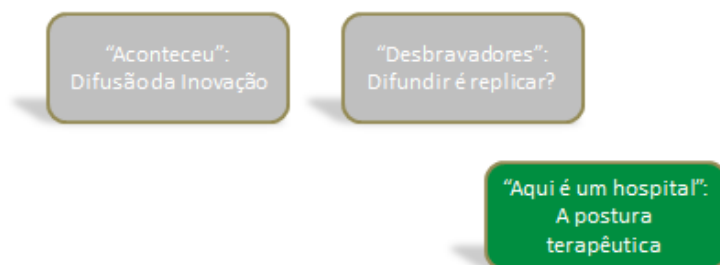 “Aconteceu”:
Difusão da Inovação
“Desbravadores”:
Difundir é replicar?
“Aqui é um hospital”:
A postura
terapêutica